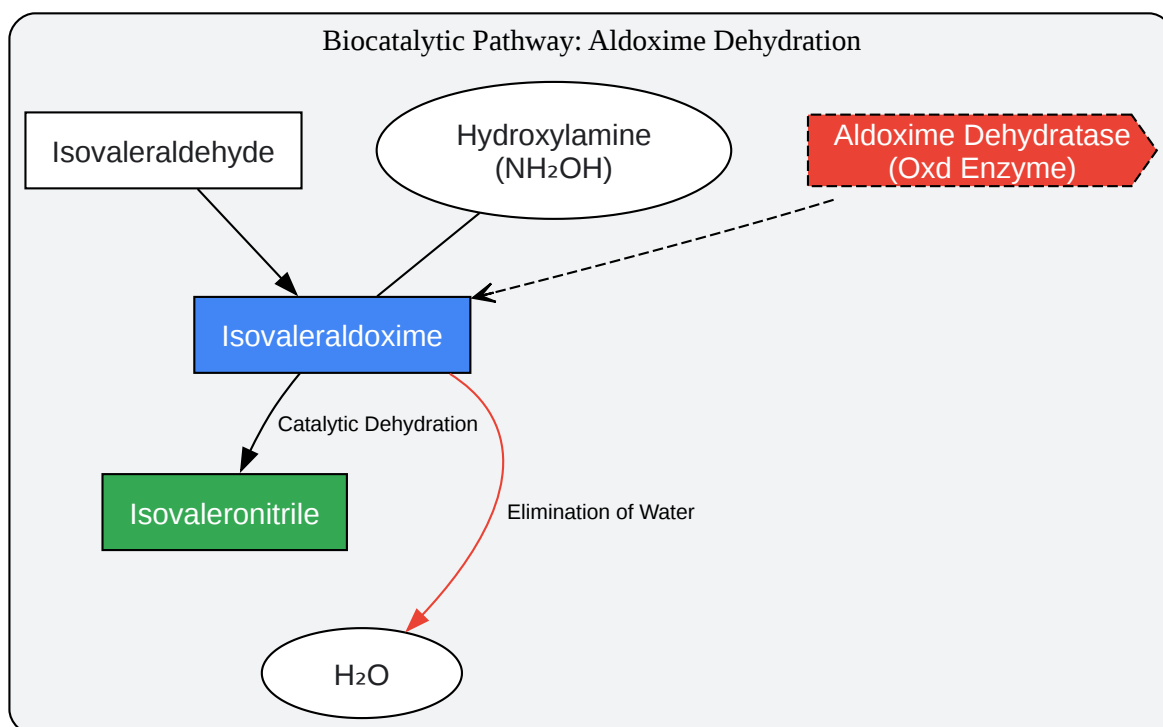 Biocatalytic Pathway: Aldoxime Dehydration
Isovaleraldehyde
Hydroxylamine
(NH₂OH)
Aldoxime Dehydratase
(Oxd Enzyme)
Isovaleraldoxime
Catalytic Dehydration
Isovaleronitrile
Elimination of Water
H₂O